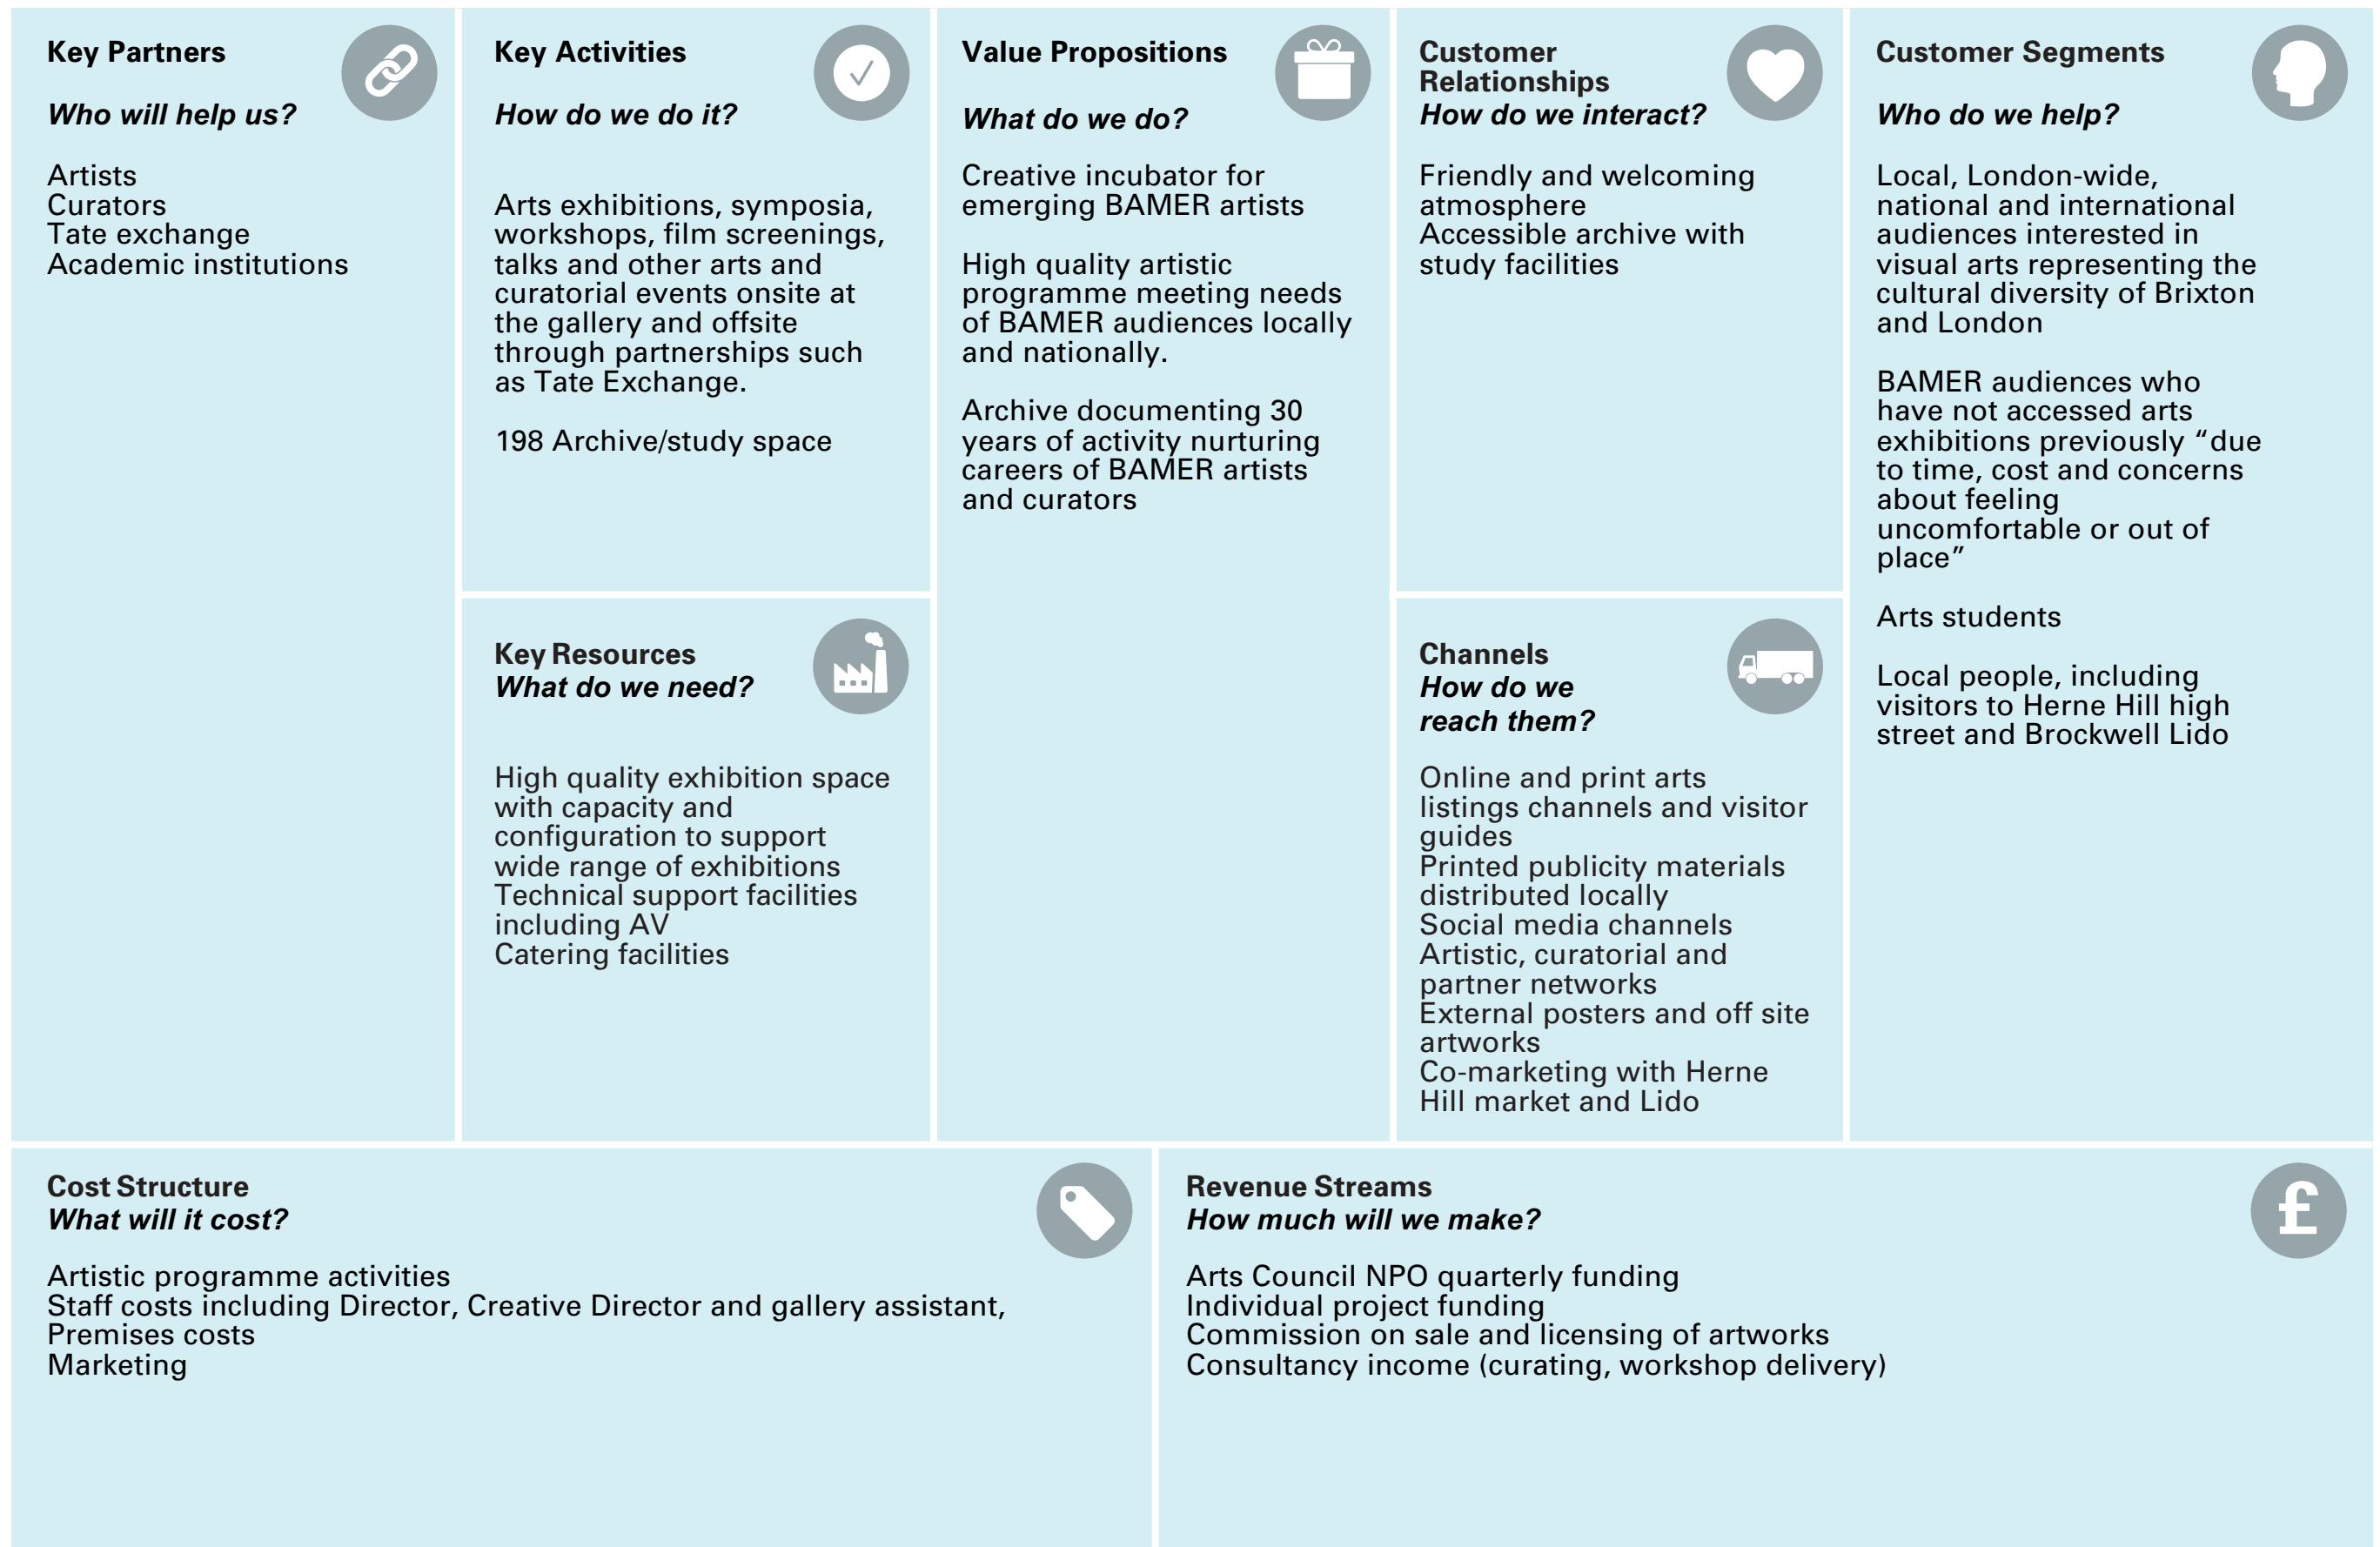 Key Partners
Who will help us?
Artists
Curators
Tate exchange
Academic institutions
Key Activities
How do we do it?
Arts exhibitions, symposia,
workshops, film screenings,
talks and other arts and
curatorial events onsite at
the gallery and offsite
through partnerships such
as Tate Exchange.
198 Archive/study space
Key Resources
What do we need?
High quality exhibition space
with capacity and
configuration to support
wide range of exhibitions
Technical support facilities
including AV
Catering facilities
Value Propositions
What do we do?
Creative incubator for
emerging BAMER artists
High quality artistic
programme meeting needs
of BAMER audiences locally
and nationally.
Archive documenting 30
years of activity nurturing
careers of BAMER artists
and curators
Customer
Relationships
How do we interact?
Friendly and welcoming
atmosphere
Accessible archive with
study facilities
Channels
How do we
reach them?
Online and print arts
listings channels and visitor
guides
Printed publicity materials
distributed locally
Social media channels
Artistic, curatorial and
partner networks
External posters and off site
artworks
Co-marketing with Herne
Hill market and Lido
Customer Segments
Who do we help?
Local, London-wide,
national and international
audiences interested in
visual arts representing the
cultural diversity of Brixton
and London
BAMER audiences who
have not accessed arts
exhibitions previously “due
to time, cost and concerns
about feeling
uncomfortable or out of
place”
Arts students
Local people, including
visitors to Herne Hill high
street and Brockwell Lido
Cost Structure
What will it cost?
Artistic programme activities
Staff costs including Director, Creative Director and gallery assistant,
Premises costs
Marketing
Revenue Streams
How much will we make?
£
Arts Council NPO quarterly funding
Individual project funding
Commission on sale and licensing of artworks
Consultancy income (curating, workshop delivery)